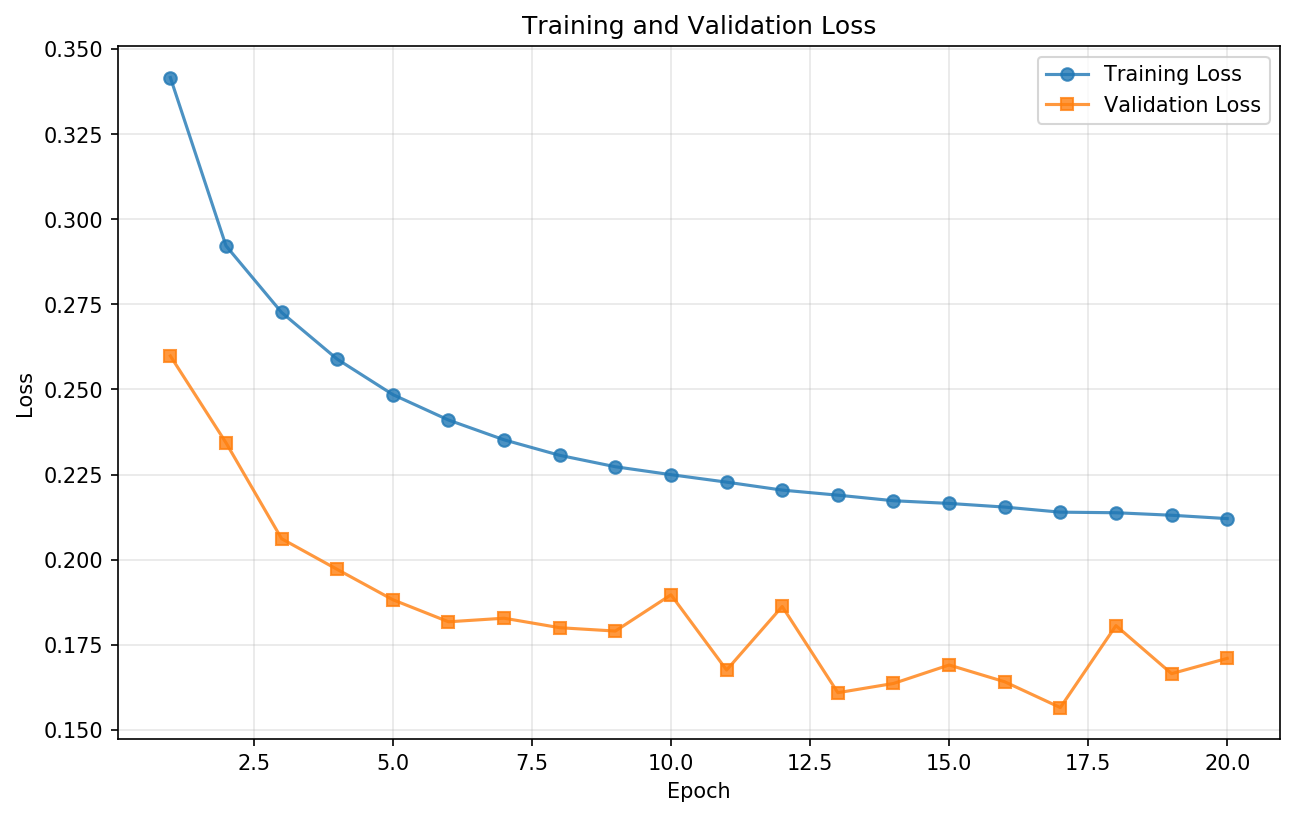 Training and Validation Loss
Training Loss
Validation Loss
0.350
0.325
0.300
0.275
0.250
0.225
0.200
0.175
0.150
Loss
2.5 5.0 7.5 10.0 12.5 15.0 17.5 20.0
Epoch